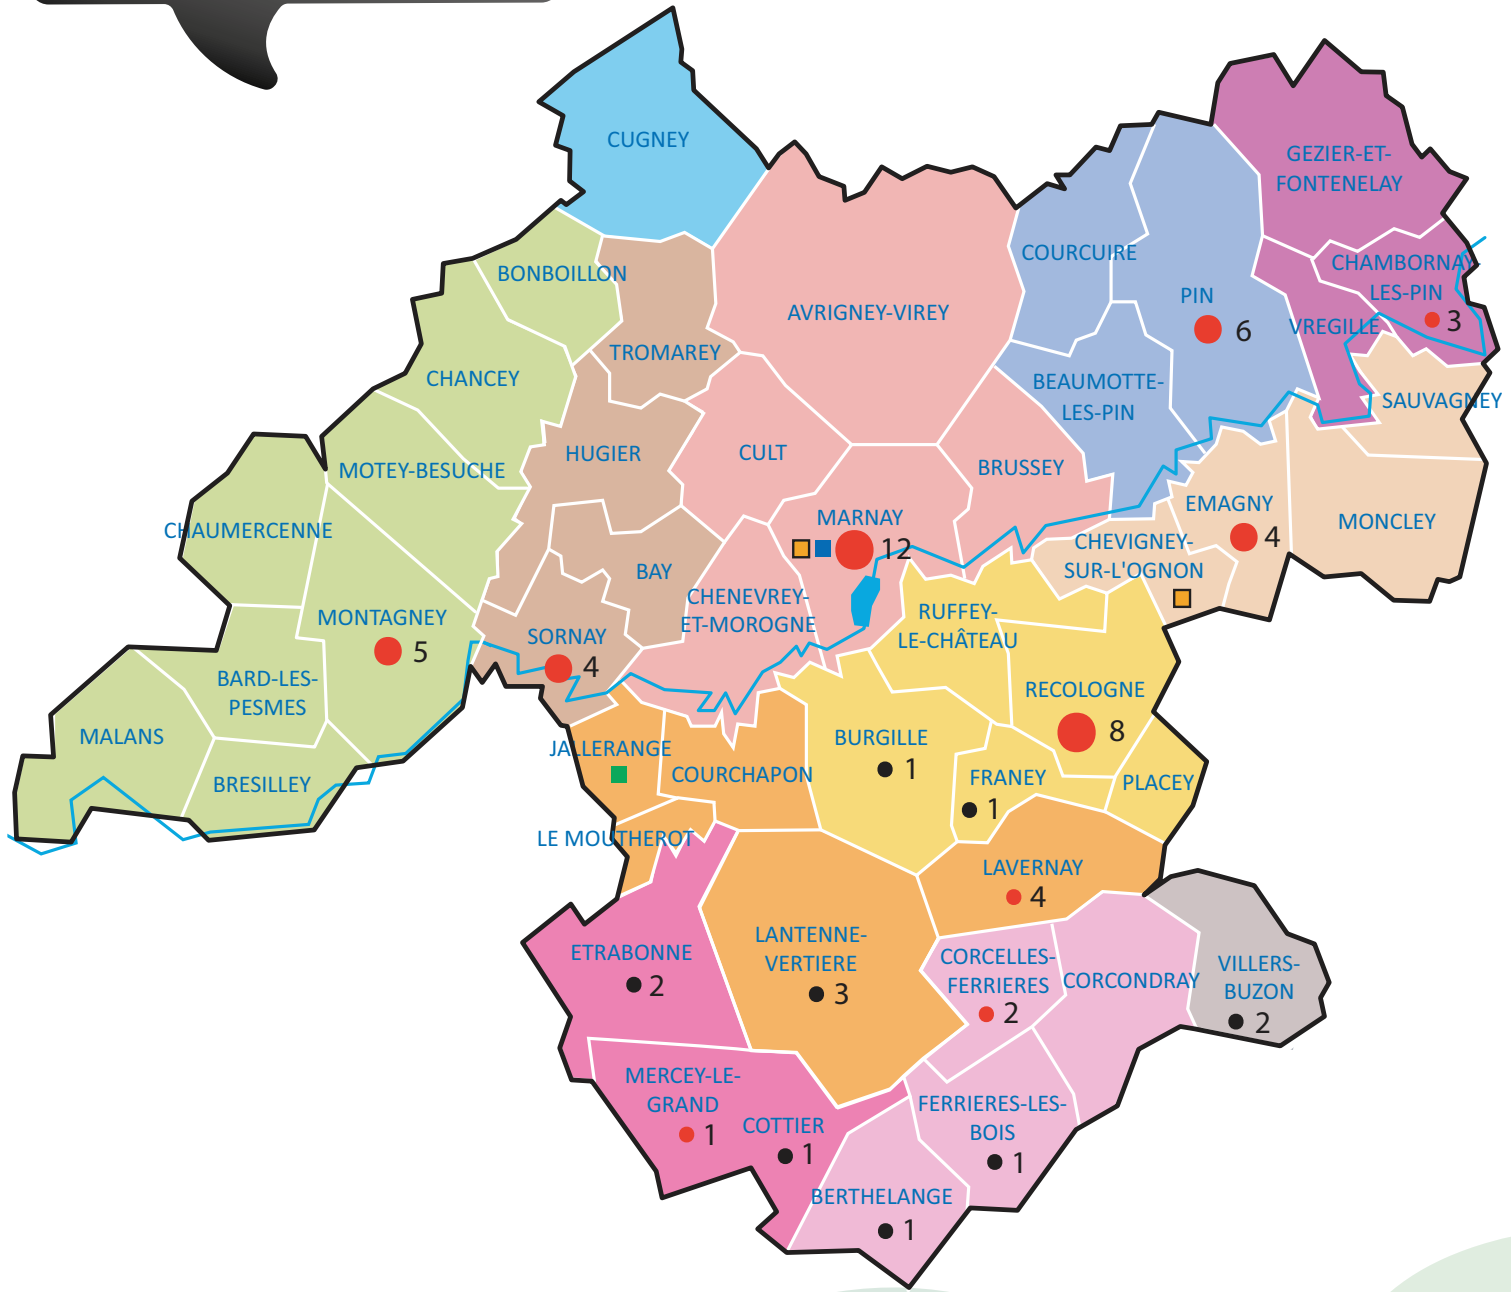 CUGNEY
GEZIER-ET-
FONTENELAY
COURCUIRE
CHAMBORNAY-
LES-PIN
3
BONBOILLON
AVRIGNEY-VIREY
PIN
6
VREGILLE
TROMAREY
CHANCEY
BEAUMOTTE-
LES-PIN
SAUVAGNEY
HUGIER
CULT
BRUSSEY
MOTEY-BESUCHE
CHAUMERCENNE
MARNAY
12
EMAGNY
4
MONCLEY
CHEVIGNEY-
SUR-L'OGNON
BAY
CHENEVREY-
ET-MOROGNE
RUFFEY-
LE-CHÂTEAU
MONTAGNEY
5
SORNAY
4
BARD-LES-
PESMES
RECOLOGNE
8
MALANS
JALLERANGE
COURCHAPON
BURGILLE
1
FRANEY
1
PLACEY
BRESILLEY
LE MOUTHEROT
LAVERNAY
4
ETRABONNE
2
LANTENNE-
VERTIERE
3
CORCELLES-
FERRIERES
2
CORCONDRAY
VILLERS-
BUZON
2
MERCEY-LE-
GRAND
1
COTTIER
1
FERRIERES-LES-
BOIS
1
BERTHELANGE
1